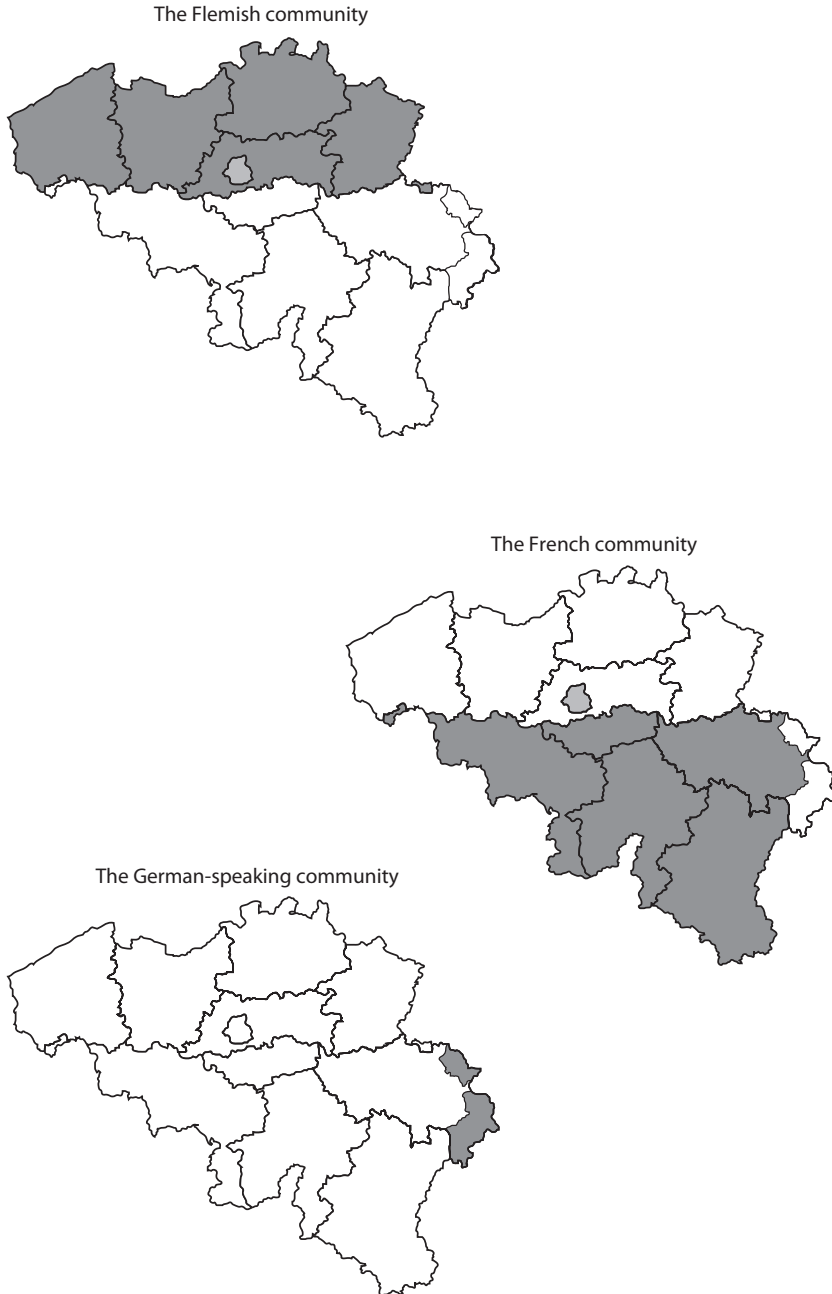 The Flemish community
The French community
The German-speaking community